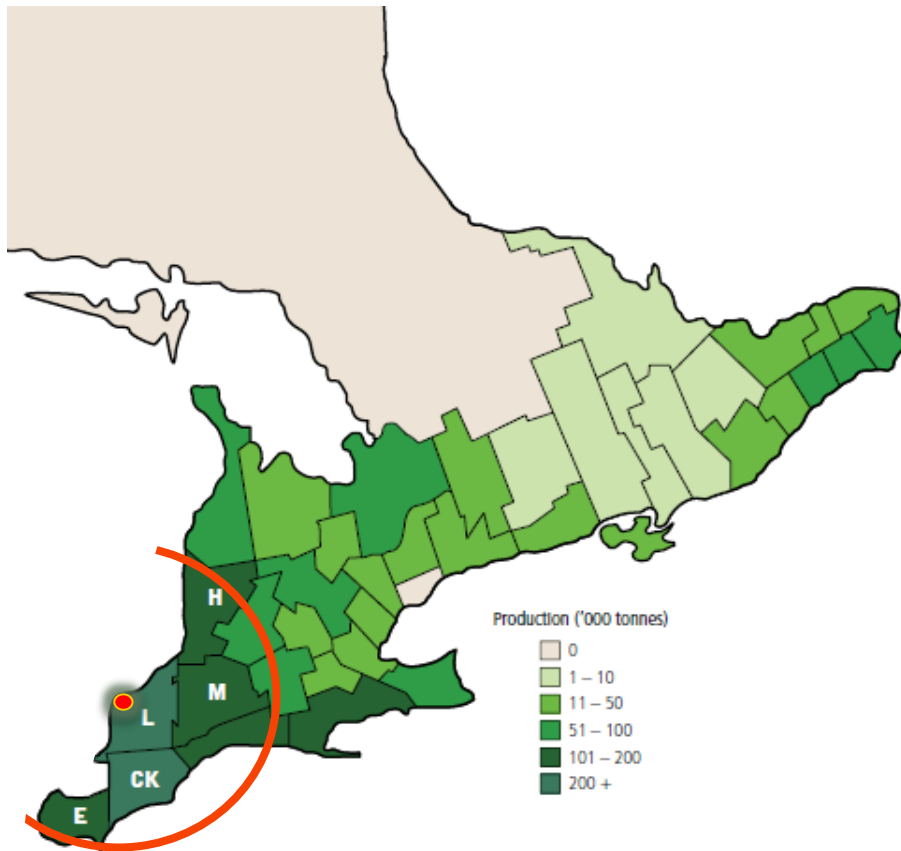 H
M
L
CK
E
Production ('000 tonnes)
0
1 – 10
11 – 50
51 – 100
101 – 200
200 +